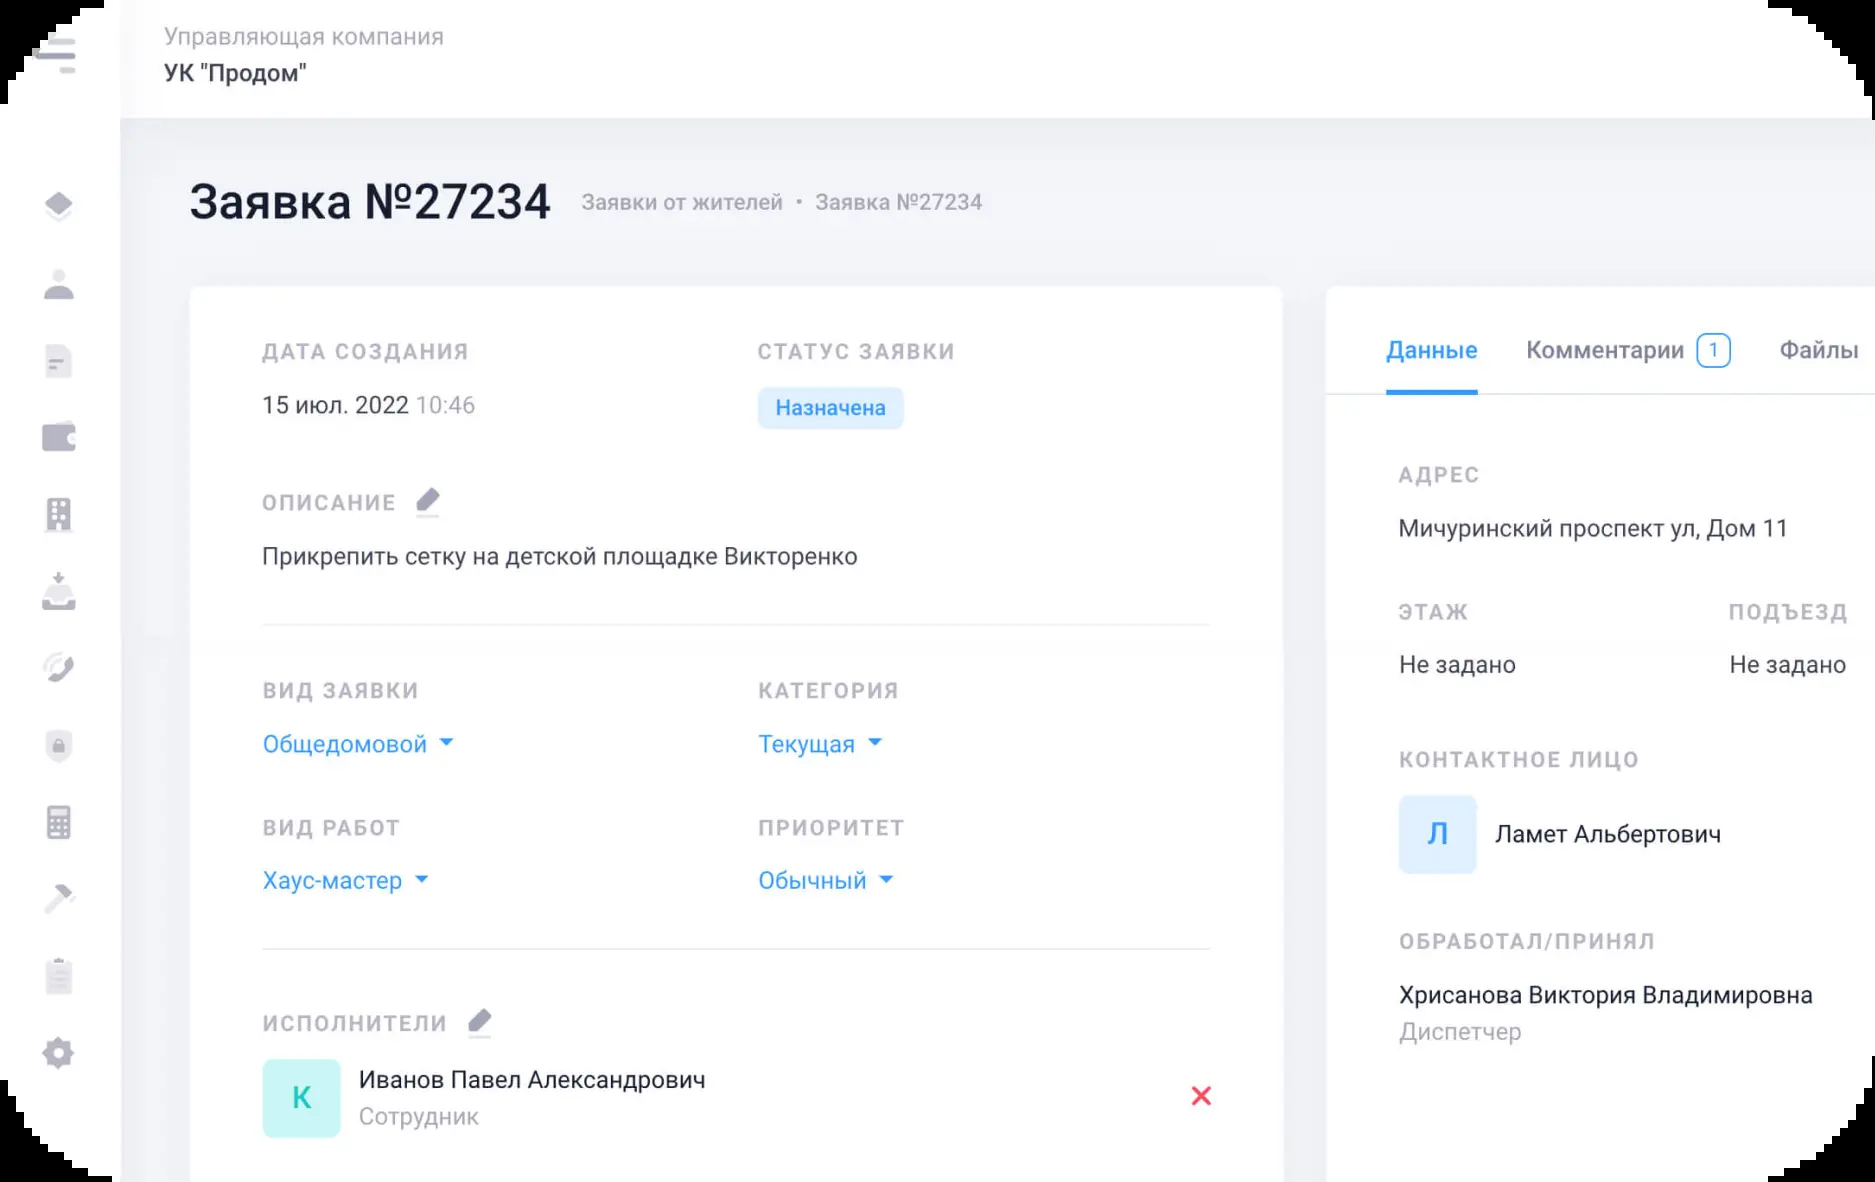 Управляющая компания
УК "Продом"
Заявка №27234
Заявки от жителей • Заявка №27234
ДАТА СОЗДАНИЯ
15 июл. 2022 10:46
СТАТУС ЗАЯВКИ
Назначена
ОПИСАНИЕ
Прикрепить сетку на детской площадке Викторенко
ВИД ЗАЯВКИ
Общедомовой
КАТЕГОРИЯ
Текущая
ВИД РАБОТ
Хаус-мастер
ПРИОРИТЕТ
Обычный
ИСПОЛНИТЕЛИ
К
Иванов Павел Александрович
Сотрудник
Данные Комментарии 1 Файлы
АДРЕС
Мичуринский проспект ул, Дом 11
ЭТАЖ
Не задано
ПОДЪЕЗД
Не задано
КОНТАКТНОЕ ЛИЦО
Л
Ламет Альбертович
ОБРАБОТАЛ/ПРИНЯЛ
Хрисанова Виктория Владимировна
Диспетчер